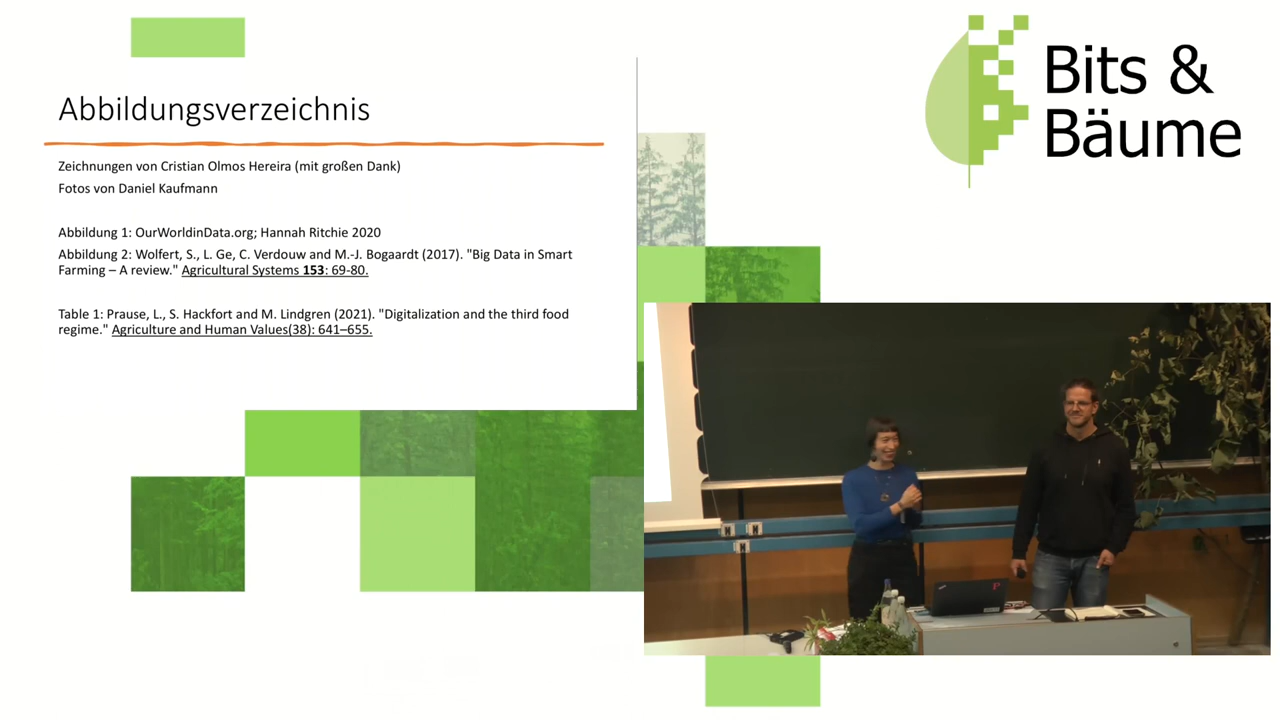 Abbildungsverzeichnis
Zeichnungen von Cristian Olmos Hereira (mit großen Dank)
Fotos von Daniel Kaufmann
Abbildung 1: OurWorldinData.org; Hannah Ritchie 2020
Abbildung 2: Wolfert, S., L. Ge, C. Verdouw and M.-J. Bogaardt (2017). "Big Data in Smart
Farming – A review." Agricultural Systems 153: 69-80.
Table 1: Prause, L., S. Hackfort and M. Lindgren (2021). "Digitalization and the third food
regime." Agriculture and Human Values(38): 641–655.
Bits &
Bäume